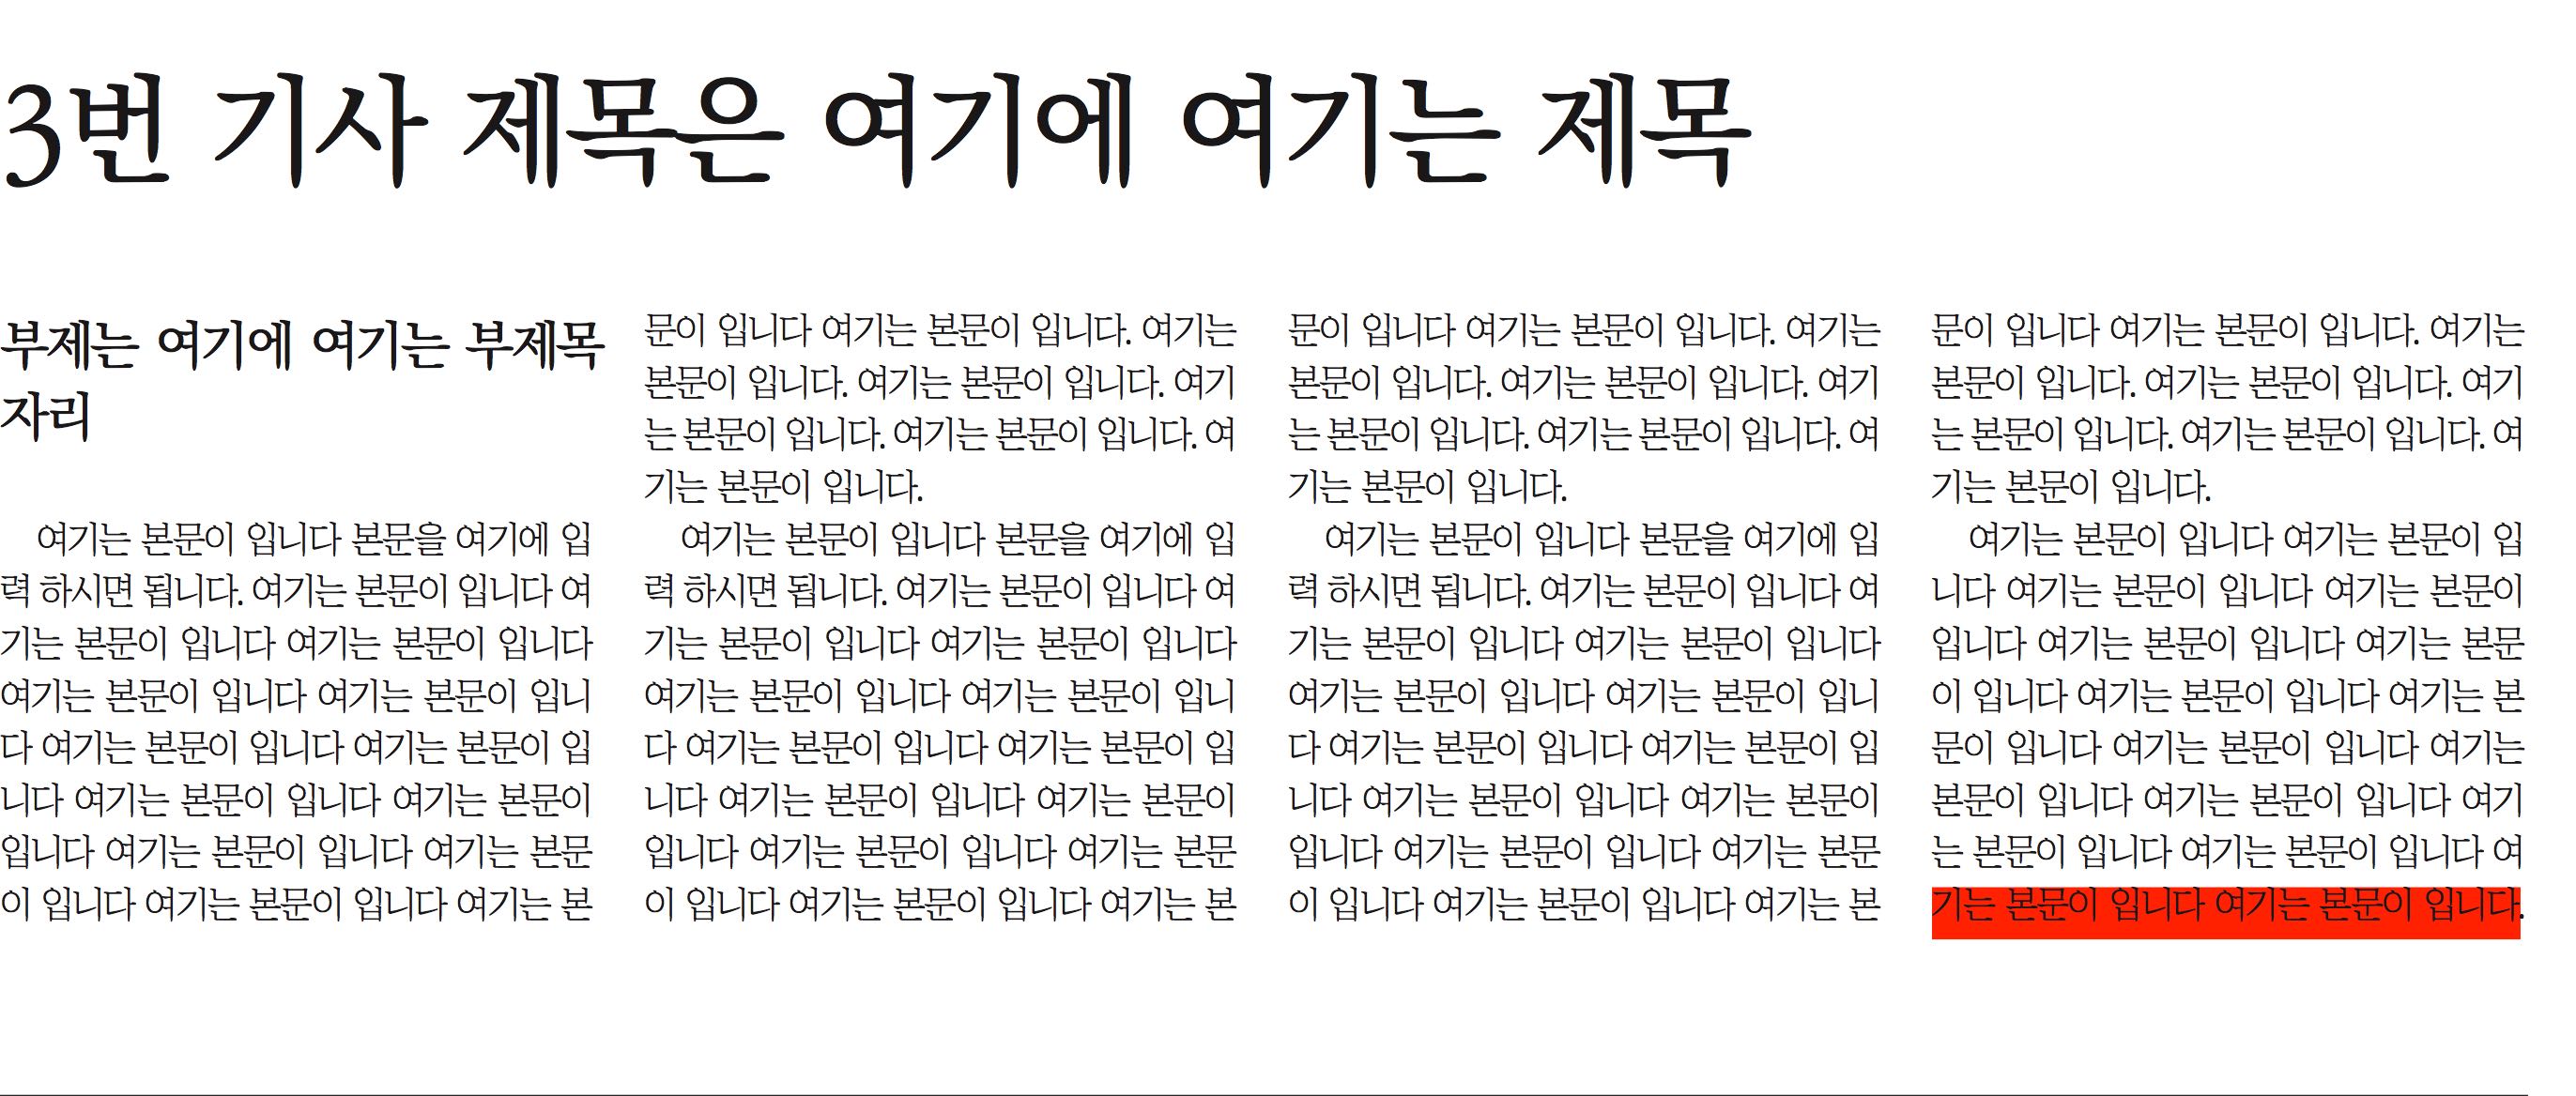 3번 기사 제목은 여기에 여기는 제목
부제는 여기에 여기는 부제목
자리
여기는 본문이 입니다 본문을 여기에 입
력 하시면 됩니다. 여기는 본문이 입니다 여
기는 본문이 입니다 여기는 본문이 입니다
여기는 본문이 입니다 여기는 본문이 입니
다 여기는 본문이 입니다 여기는 본문이 입
니다 여기는 본문이 입니다 여기는 본문이
입니다 여기는 본문이 입니다 여기는 본문
이 입니다 여기는 본문이 입니다 여기는 본
문이 입니다 여기는 본문이 입니다. 여기는
본문이 입니다. 여기는 본문이 입니다. 여기
는 본문이 입니다. 여기는 본문이 입니다. 여
기는 본문이 입니다.
여기는 본문이 입니다 본문을 여기에 입
력 하시면 됩니다. 여기는 본문이 입니다 여
기는 본문이 입니다 여기는 본문이 입니다
여기는 본문이 입니다 여기는 본문이 입니
다 여기는 본문이 입니다 여기는 본문이 입
니다 여기는 본문이 입니다 여기는 본문이
입니다 여기는 본문이 입니다 여기는 본문
이 입니다 여기는 본문이 입니다 여기는 본
문이 입니다 여기는 본문이 입니다. 여기는
본문이 입니다. 여기는 본문이 입니다. 여기
는 본문이 입니다. 여기는 본문이 입니다. 여
기는 본문이 입니다.
여기는 본문이 입니다 본문을 여기에 입
력 하시면 됩니다. 여기는 본문이 입니다 여
기는 본문이 입니다 여기는 본문이 입니다
여기는 본문이 입니다 여기는 본문이 입니
다 여기는 본문이 입니다 여기는 본문이 입
니다 여기는 본문이 입니다 여기는 본문이
입니다 여기는 본문이 입니다 여기는 본문
이 입니다 여기는 본문이 입니다 여기는 본
문이 입니다 여기는 본문이 입니다. 여기는
본문이 입니다. 여기는 본문이 입니다. 여기
는 본문이 입니다. 여기는 본문이 입니다. 여
기는 본문이 입니다.
여기는 본문이 입니다 여기는 본문이 입
니다 여기는 본문이 입니다 여기는 본문이
입니다 여기는 본문이 입니다 여기는 본문
이 입니다 여기는 본문이 입니다 여기는 본
문이 입니다 여기는 본문이 입니다 여기는
본문이 입니다 여기는 본문이 입니다 여기
는 본문이 입니다 여기는 본문이 입니다 여
기는 본문이 입니다 여기는 본문이 입니다.